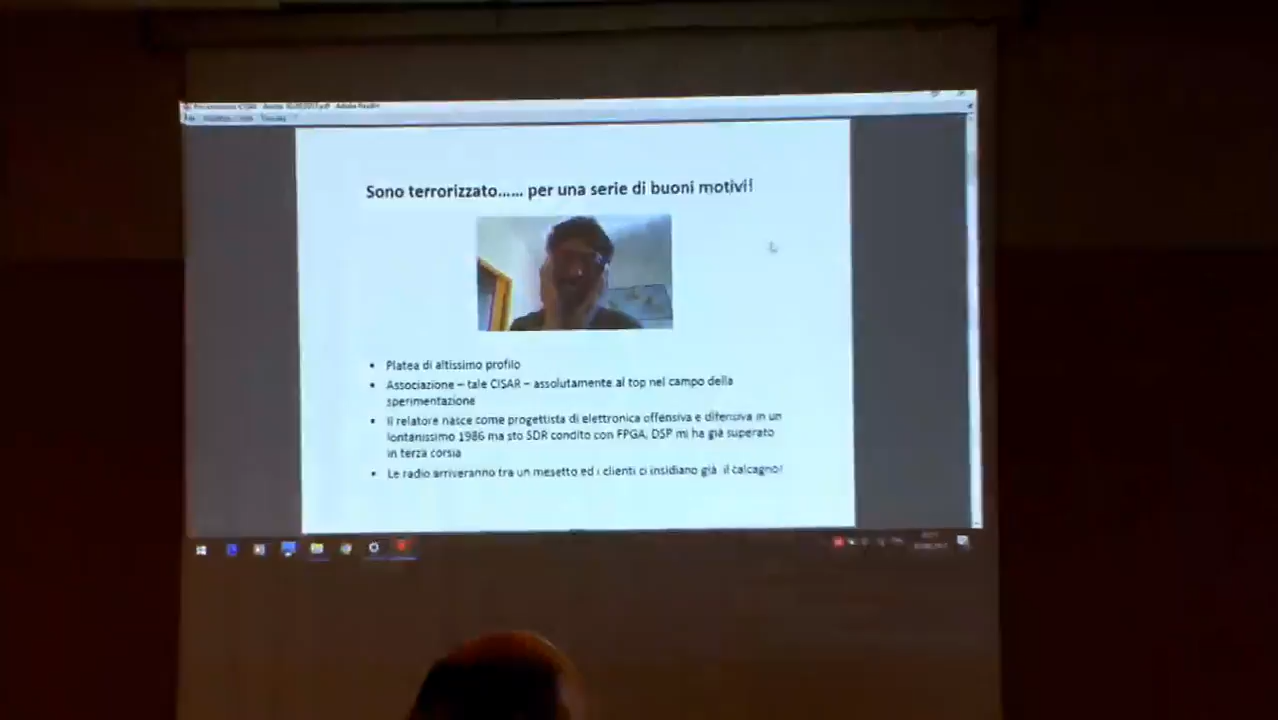 Adobe Reader
Sono terrorizzato...... per una serie di buoni motivi!
• Platea di altissimo profilo
• Associazione – tale CISAR – assolutamente al top nel campo della
sperimentazione
• Il relatore nasce come progettista di elettronica offensiva e difensiva in un
lontanissimo 1986 ma sto SDR condito con FPGA, DSP mi ha già superato
in terza corsia
• Le radio arriveranno tra un mesetto ed i clienti ci insidiano già il calcagno!